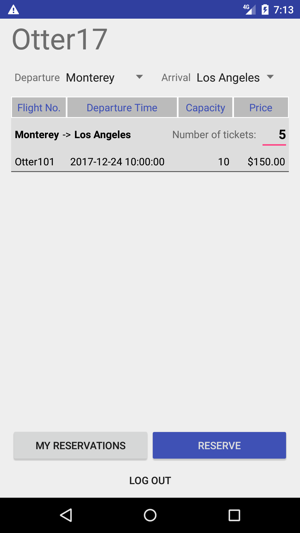 4G 7:13
Otter17
Departure Monterey Arrival Los Angeles
Flight No. Departure Time Capacity Price
Monterey -> Los Angeles Number of tickets: 5
Otter101 2017-12-24 10:00:00 10 $150.00
MY RESERVATIONS RESERVE
LOG OUT